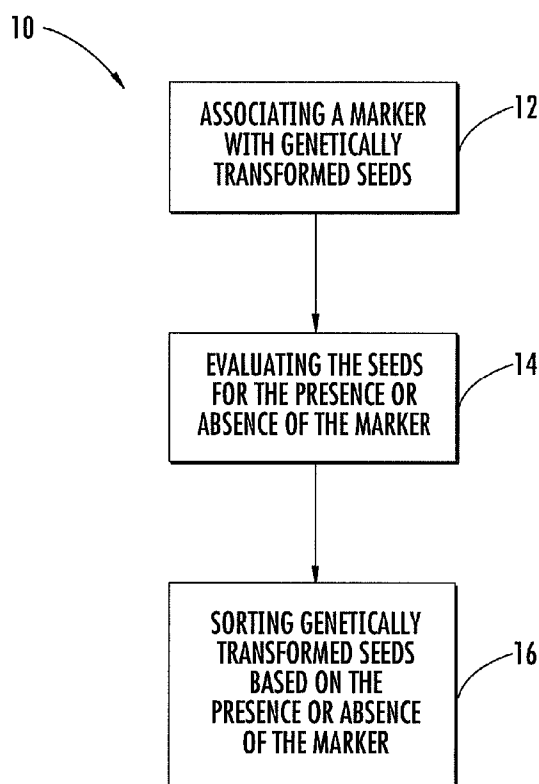 10
ASSOCIATING A MARKER
WITH GENETICALLY
TRANSFORMED SEEDS
12
EVALUATING THE SEEDS
FOR THE PRESENCE OR
ABSENCE OF THE MARKER
14
SORTING GENETICALLY
TRANSFORMED SEEDS
BASED ON THE
PRESENCE OR ABSENCE
OF THE MARKER
16